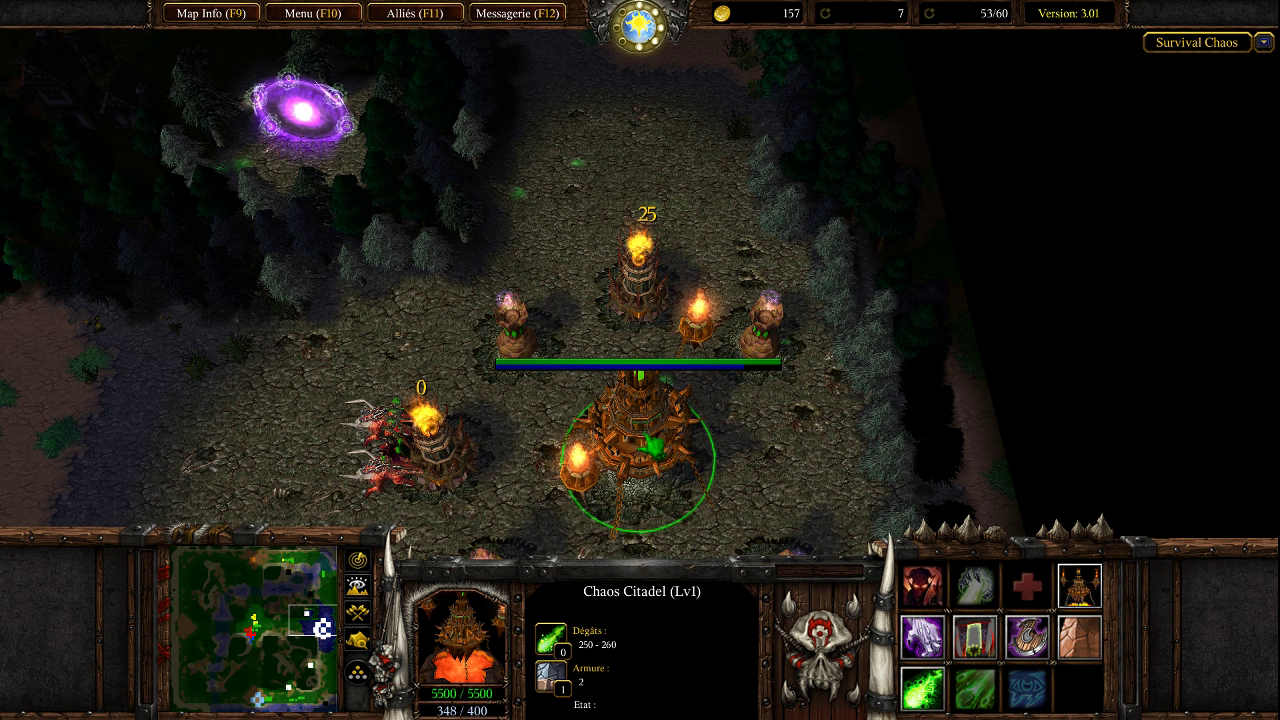 Map Info (F9) Menu (F10) Alliés (F11) Messagerie (F12) 157 7 53/60 Version: 3.01
Survival Chaos
25
0
Chaos Citadel (Lv1)
Dégâts :
250 - 260
0
Armure :
2
1
Etat :
5500 / 5500
348 / 400